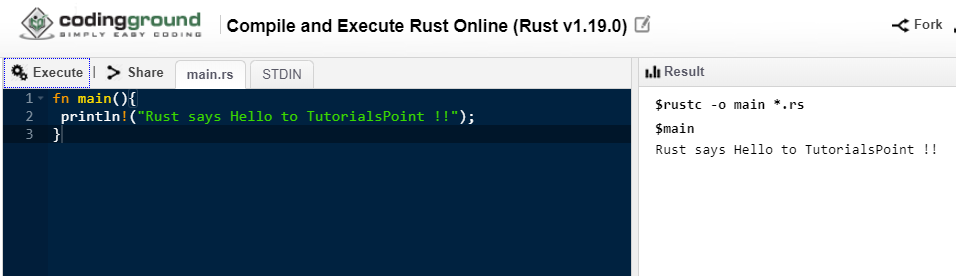 codingground
SIMPLY EASY CODING
Compile and Execute Rust Online (Rust v1.19.0)
Fork
Execute | Share main.rs STDIN
Result
1 fn main(){
2 println!("Rust says Hello to TutorialsPoint !!");
3 }
$rustc -o main *.rs
$main
Rust says Hello to TutorialsPoint !!